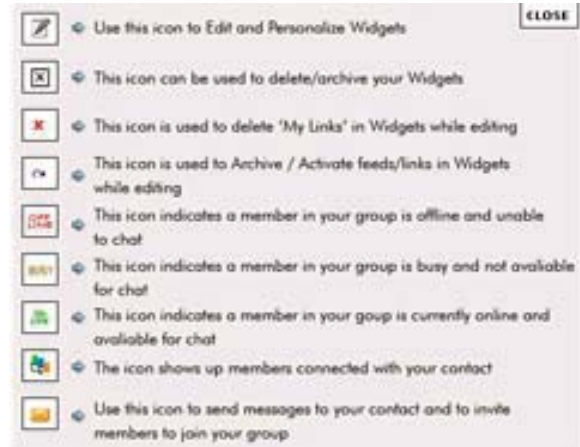 CLOSE
Use this icon to Edit and Personalize Widgets
This icon can be used to delete/archive your Widgets
This icon is used to delete 'My Links' in Widgets while editing
This icon is used to Archive / Activate feeds/links in Widgets
while editing
This icon indicates a member in your group is offline and unable
to chat
OFF
LINE
BUSY
This icon indicates a member in your group is busy and not avaliable
for chat
ON
LINE
This icon indicates a member in your goup is currently online and
avaliable for chat
The icon shows up members connected with your contact
Use this icon to send messages to your contact and to invite
members to join your group